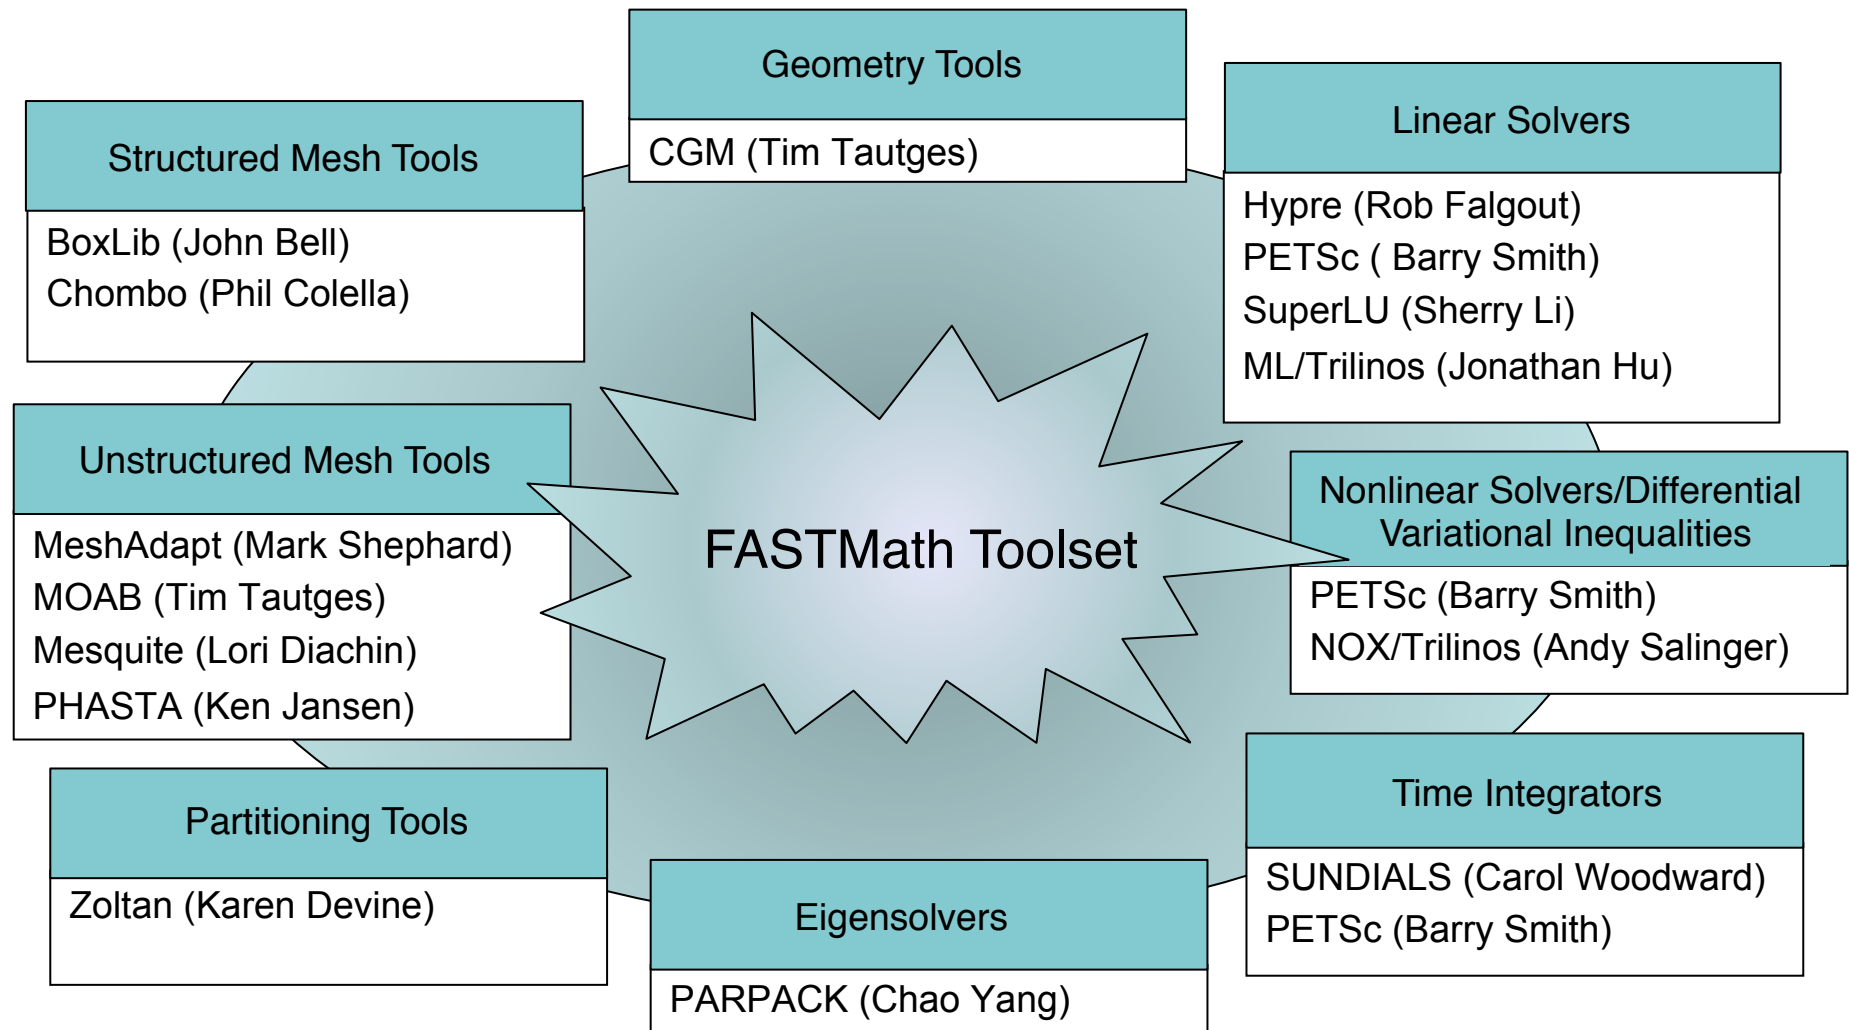 Geometry Tools
CGM (Tim Tautges)
Structured Mesh Tools
BoxLib (John Bell)
Chombo (Phil Colella)
Linear Solvers
Hypre (Rob Falgout)
PETSc ( Barry Smith)
SuperLU (Sherry Li)
ML/Trilinos (Jonathan Hu)
Unstructured Mesh Tools
MeshAdapt (Mark Shephard)
MOAB (Tim Tautges)
Mesquite (Lori Diachin)
PHASTA (Ken Jansen)
FASTMath Toolset
Nonlinear Solvers/Differential
Variational Inequalities
PETSc (Barry Smith)
NOX/Trilinos (Andy Salinger)
Partitioning Tools
Zoltan (Karen Devine)
Eigensolvers
PARPACK (Chao Yang)
Time Integrators
SUNDIALS (Carol Woodward)
PETSc (Barry Smith)